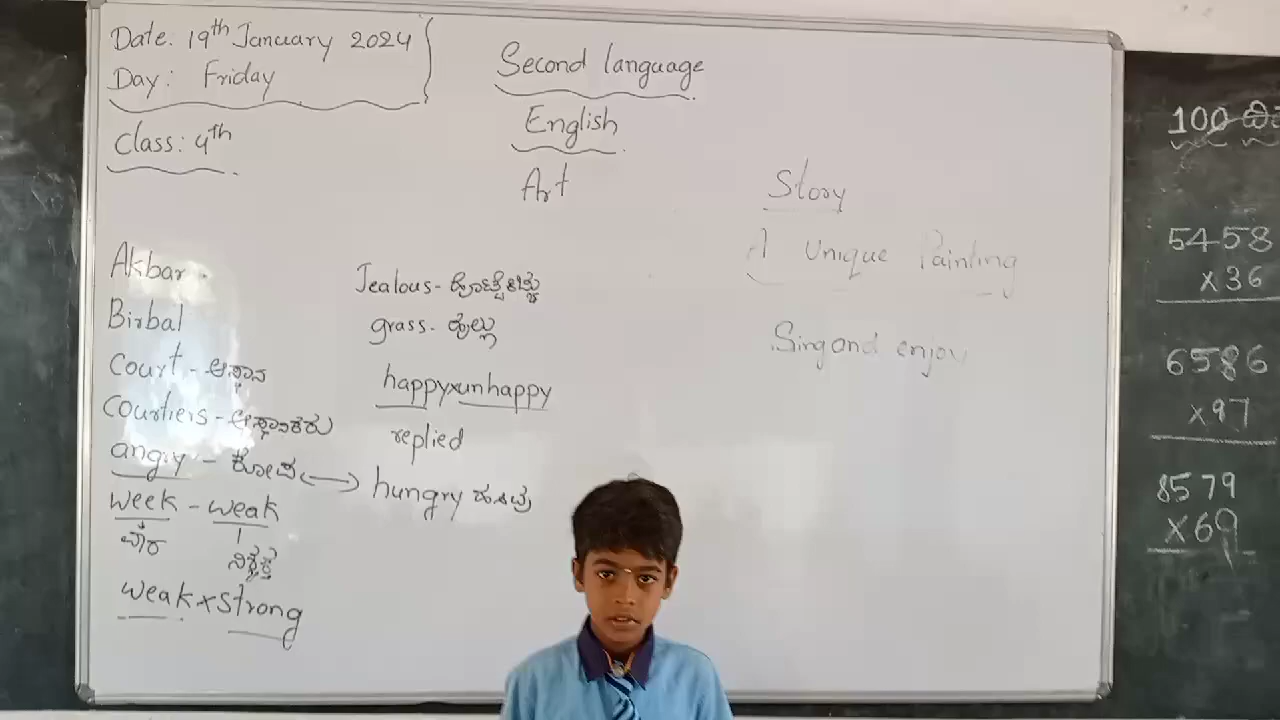 Date: 19th January 2024
Day: Friday
Class: 4th
Second language
English
Art
Akbar
Birbal
Court - ಆಸ್ಥಾನ
Courtiers - ಆಸ್ಥಾನಿಕರು
angry - ಕೋಪ
week - weak
ವಾರ
weak x strong
Jealous - ಹೊಟ್ಟೆಕಿಚ್ಚು
grass - ಹುಲ್ಲು
happy x unhappy
replied
hungry ಹಸಿವು
Story
A Unique Painting
Sing and enjoy
100
5458
x 36
6586
x 97
8579
x 69